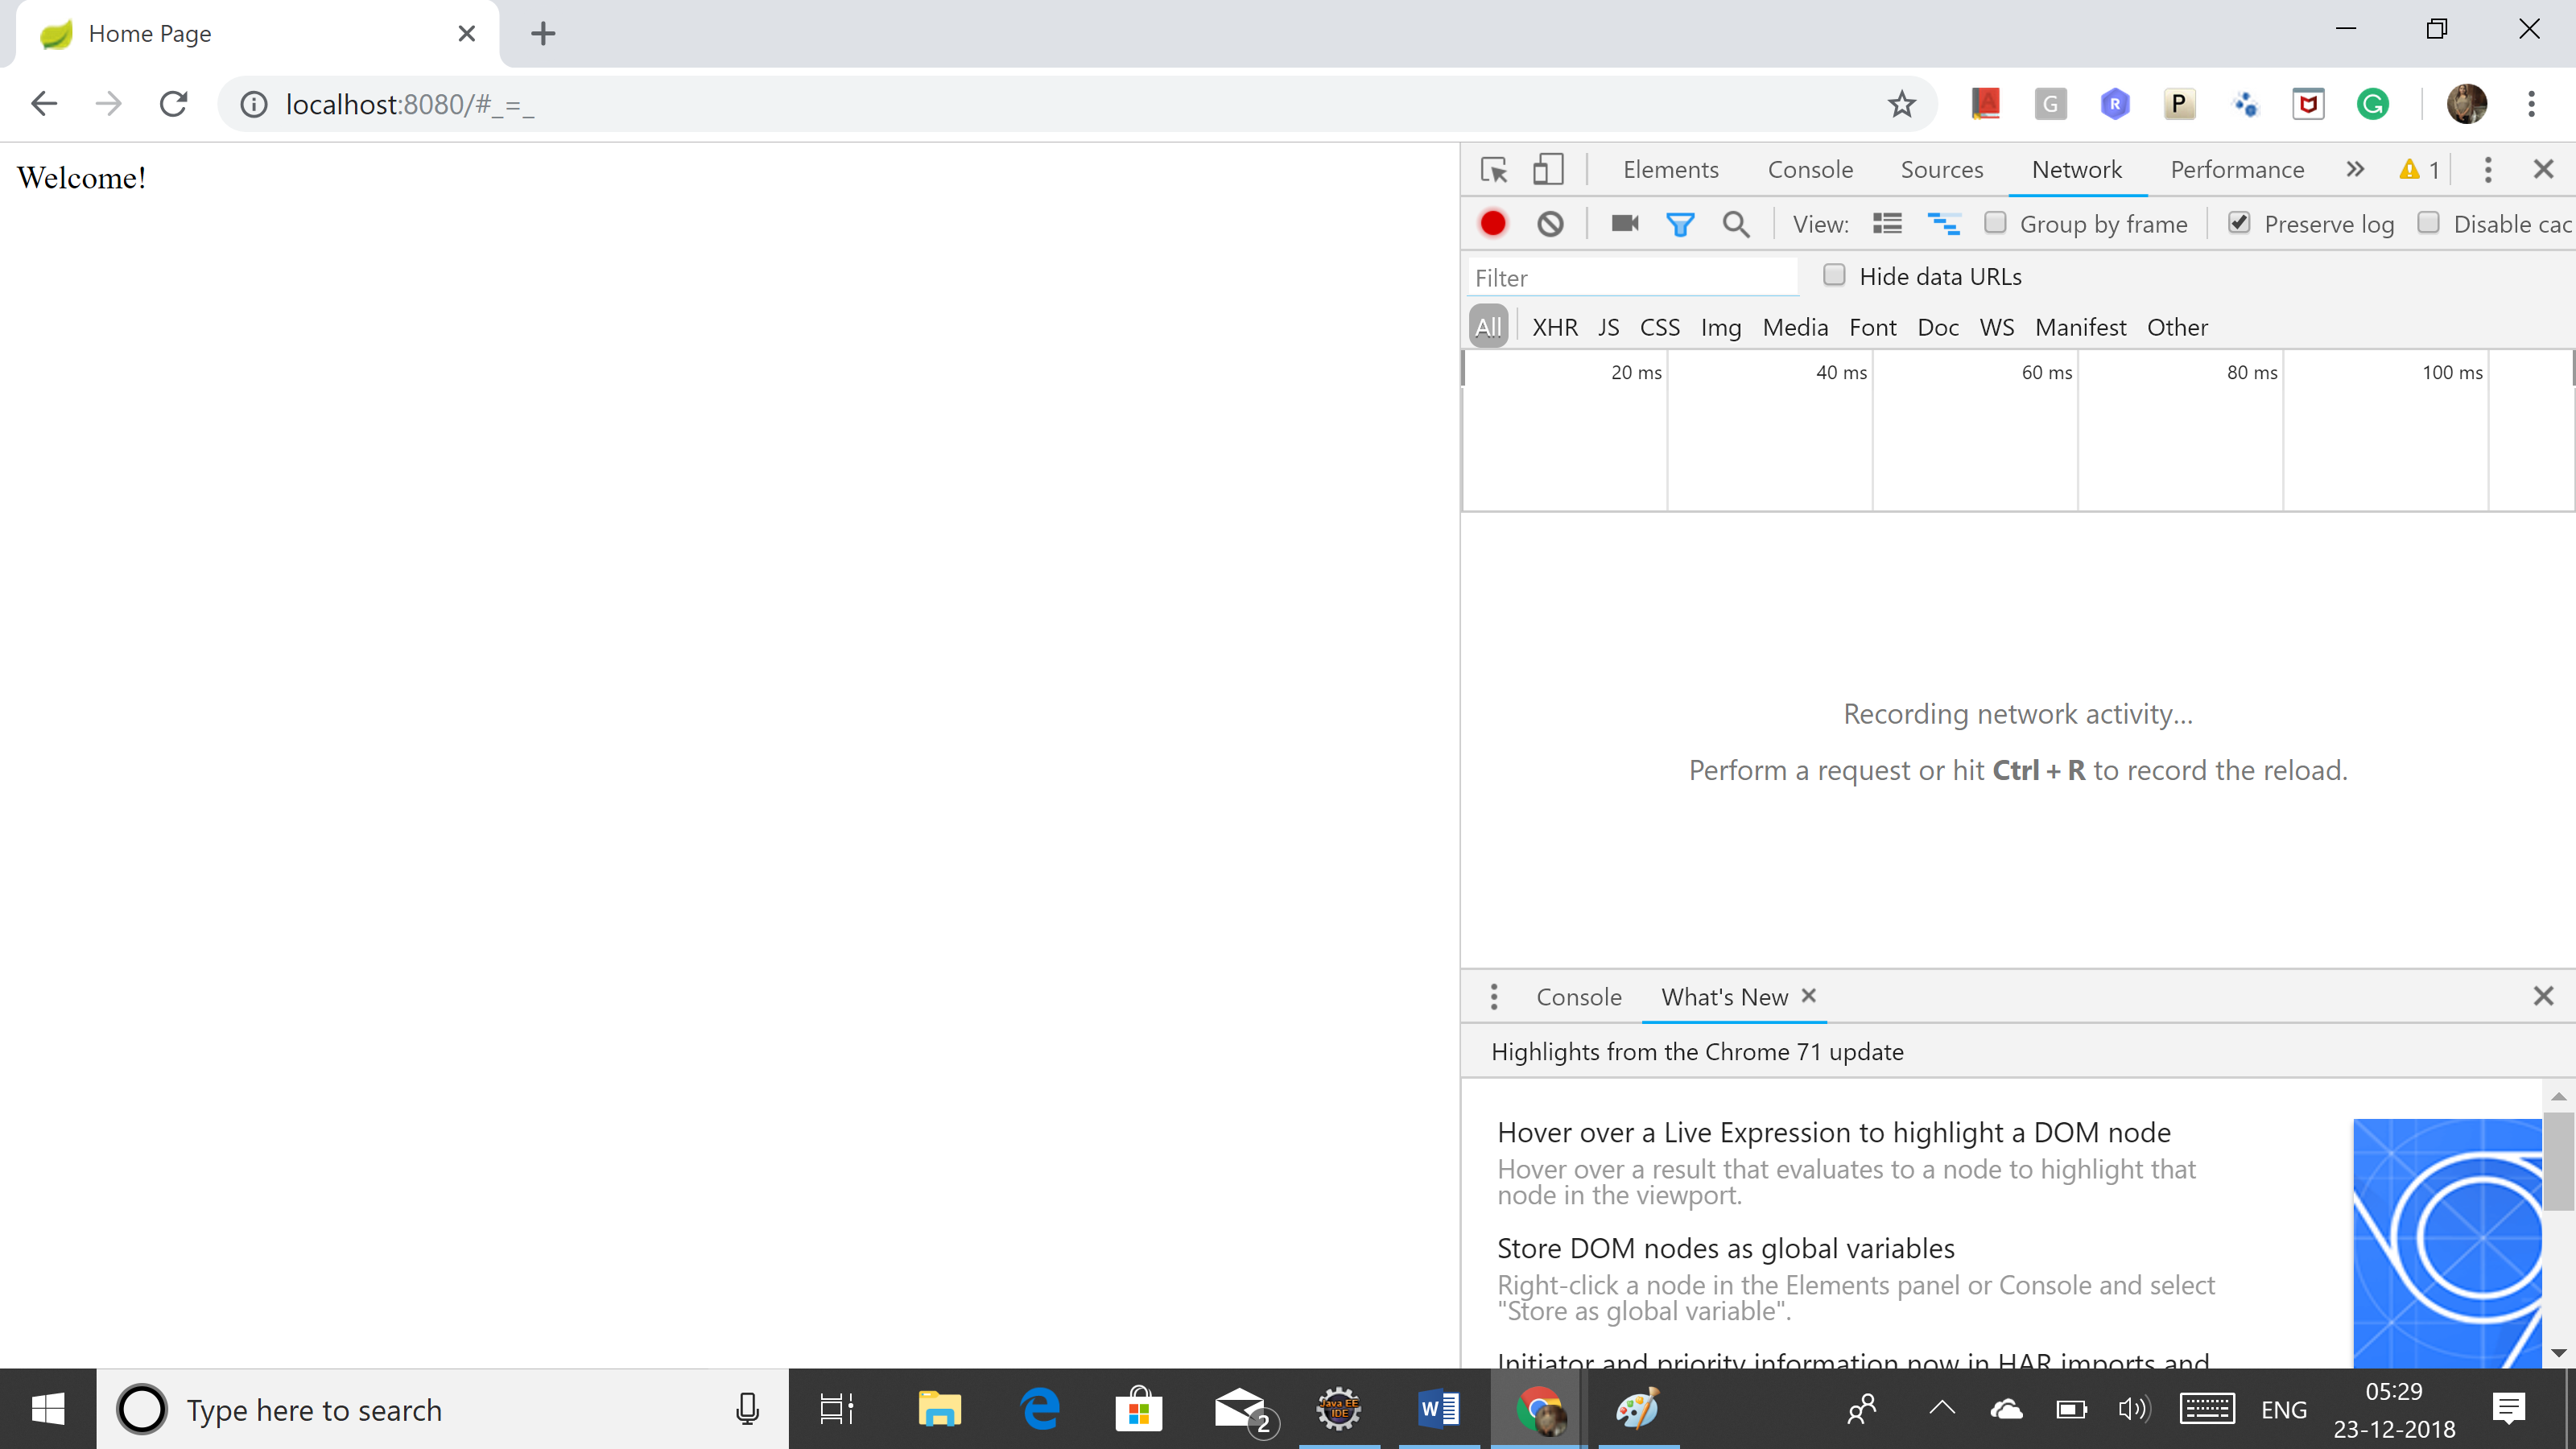 Home Page
localhost:8080/#_=_
Welcome!
Elements Console Sources Network Performance 1
View: Group by frame Preserve log Disable cac
Filter Hide data URLs
All XHR JS CSS Img Media Font Doc WS Manifest Other
20 ms 40 ms 60 ms 80 ms 100 ms
Recording network activity...
Perform a request or hit Ctrl + R to record the reload.
Console What's New
Highlights from the Chrome 71 update
Hover over a Live Expression to highlight a DOM node
Hover over a result that evaluates to a node to highlight that
node in the viewport.
Store DOM nodes as global variables
Right-click a node in the Elements panel or Console and select
"Store as global variable".
Initiator and priority information now in HAR imports and
Type here to search
2
Java EE
IDE
W
ENG
05:29
23-12-2018